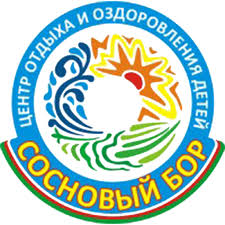 ЦЕНТР ОТДЫХА И ОЗДОРОВЛЕНИЯ ДЕТЕЙ
СОСНОВЫЙ БОР